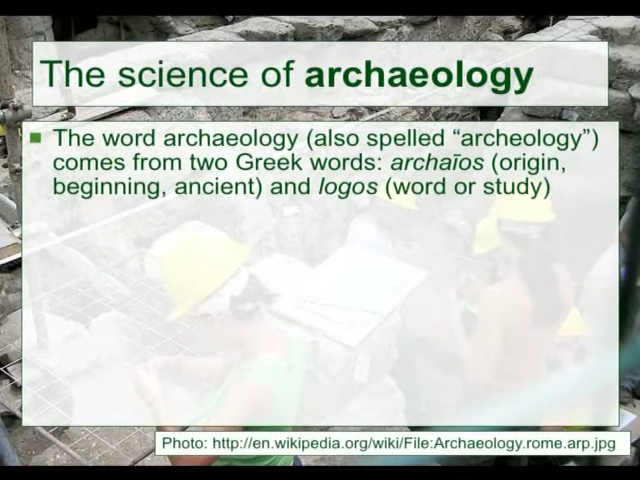 The science of archaeology
The word archaeology (also spelled “archeology”)
comes from two Greek words: archaīos (origin,
beginning, ancient) and logos (word or study)
Photo: http://en.wikipedia.org/wiki/File:Archaeology.rome.arp.jpg